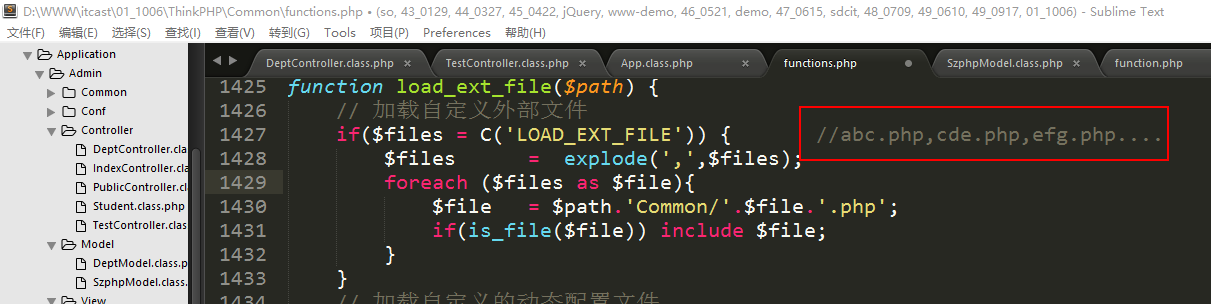 D:\WWW\itcast\01_1006\ThinkPHP\Common\functions.php • (so, 43_0129, 44_0327, 45_0422, jQuery, www-demo, 46_0521, demo, 47_0615, sdcit, 48_0709, 49_0610, 49_0917, 01_1006) - Sublime Text
文件(F) 编辑(E) 选择(S) 查找(I) 查看(V) 转到(G) Tools 项目(P) Preferences 帮助(H)
Application
Admin
Common
Conf
Controller
DeptController.cla
IndexController.cla
PublicController.cl
Student.class.php
TestController.clas
Model
DeptModel.class.p
SzphpModel.class
View
DeptController.class.php × TestController.class.php × App.class.php × functions.php • SzphpModel.class.php × function.php
1425 function load_ext_file($path) {
1426 // 加载自定义外部文件
1427 if($files = C('LOAD_EXT_FILE')) { //abc.php,cde.php,efg.php....
1428 $files = explode(',',$files);
1429 foreach ($files as $file){
1430 $file = $path.'Common/'.$file.'.php';
1431 if(is_file($file)) include $file;
1432 }
1433 }
1434 // 加载自定义的动态配置文件